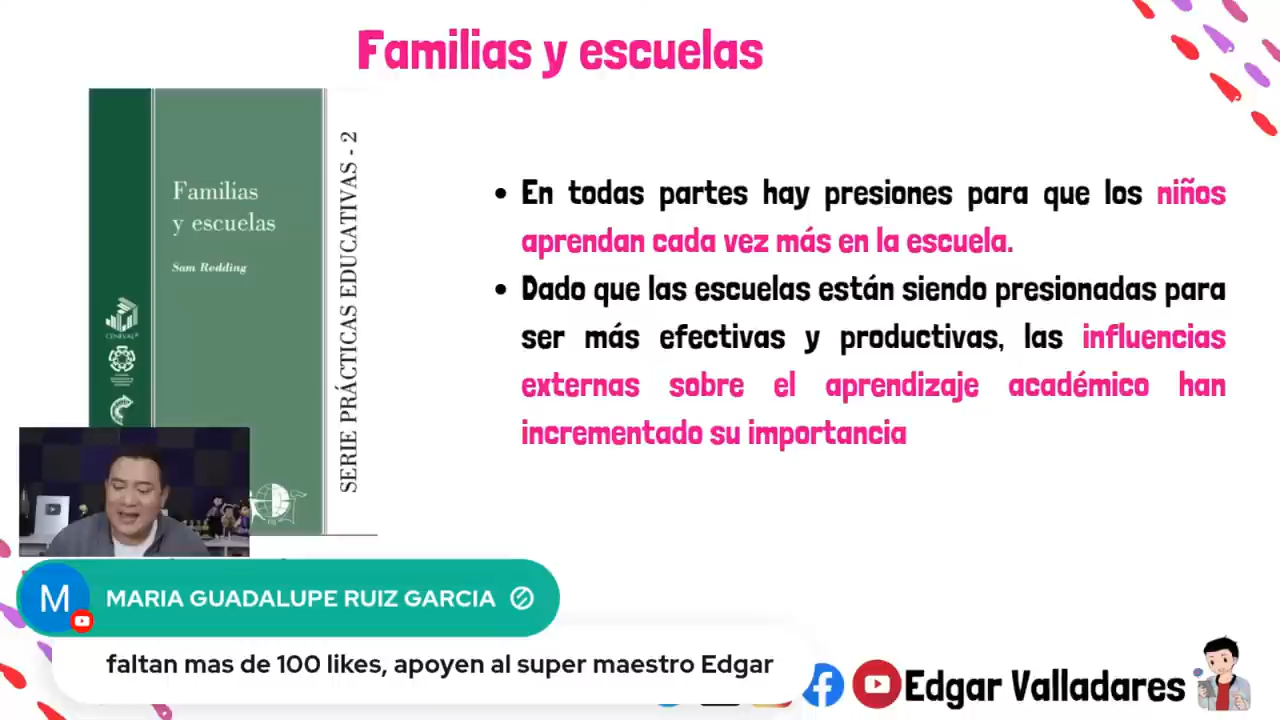 Familias y escuelas
Familias
y escuelas
Sam Redding
SERIE PRÁCTICAS EDUCATIVAS - 2
CENEVAL
• En todas partes hay presiones para que los niños
aprendan cada vez más en la escuela.
• Dado que las escuelas están siendo presionadas para
ser más efectivas y productivas, las influencias
externas sobre el aprendizaje académico han
incrementado su importancia
M
MARIA GUADALUPE RUIZ GARCIA
faltan mas de 100 likes, apoyen al super maestro Edgar
Edgar Valladares